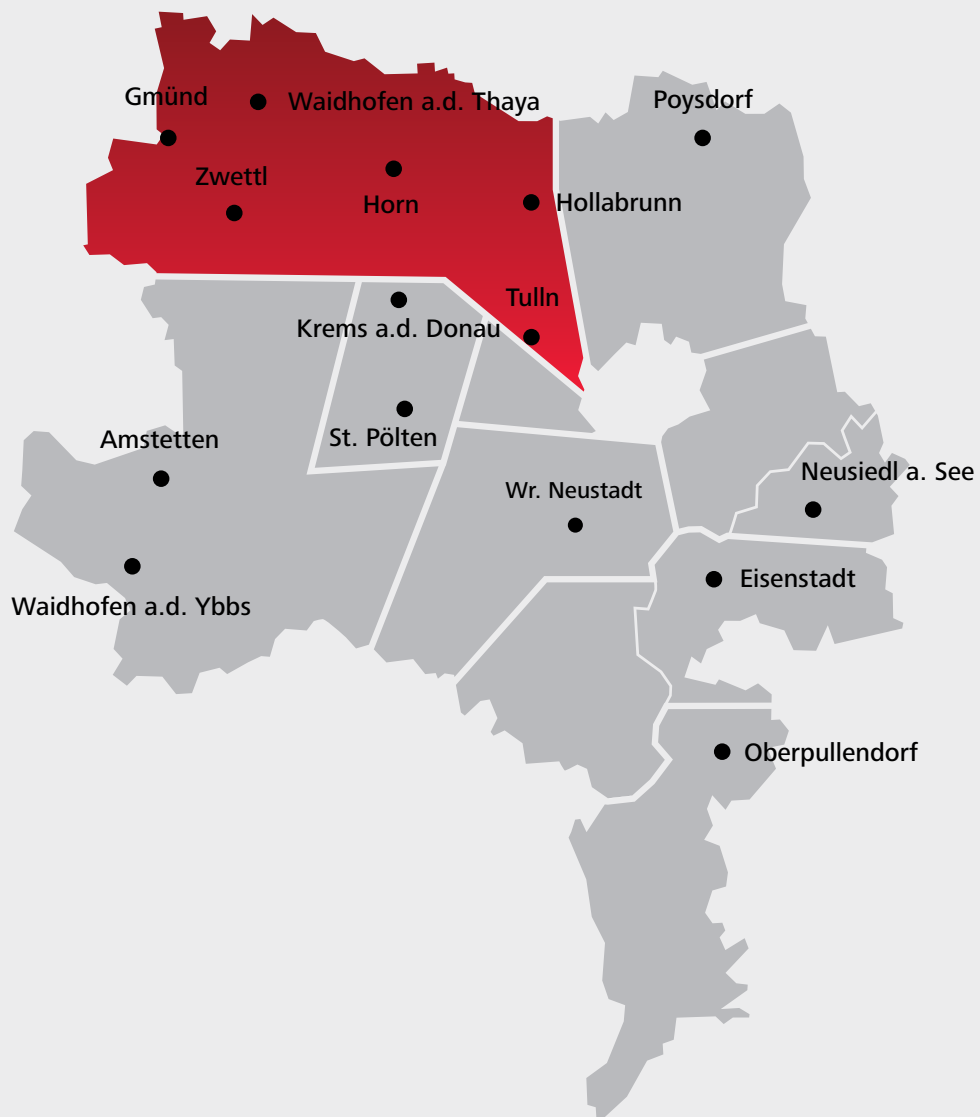 Gmünd
Waidhofen a.d. Thaya
Poysdorf
Zwettl
Horn
Hollabrunn
Tulln
Krems a.d. Donau
St. Pölten
Amstetten
Neusiedl a. See
Wr. Neustadt
Eisenstadt
Waidhofen a.d. Ybbs
Oberpullendorf